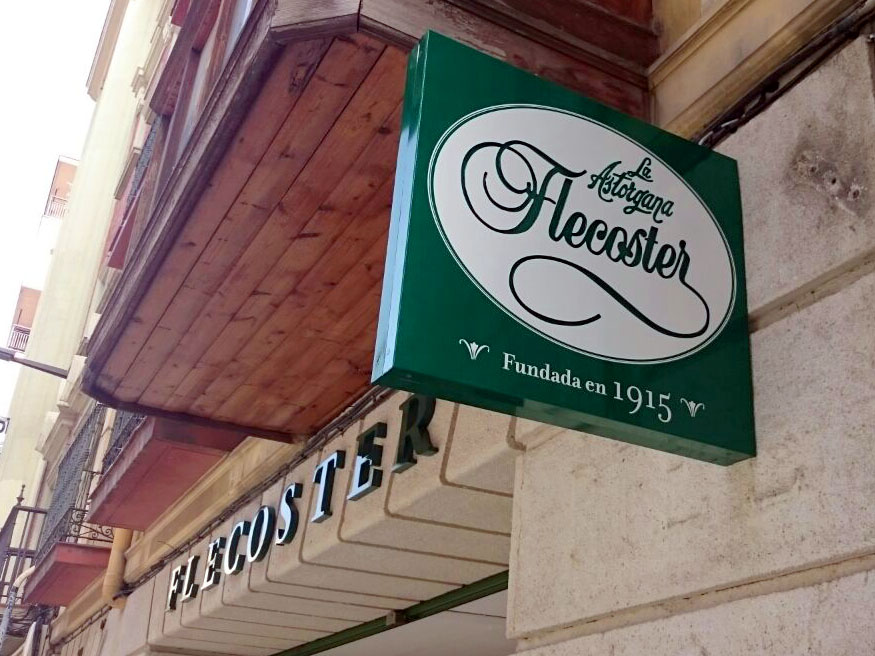 La
Astorgana
Flecoster
Fundada en 1915
FLECOSTER